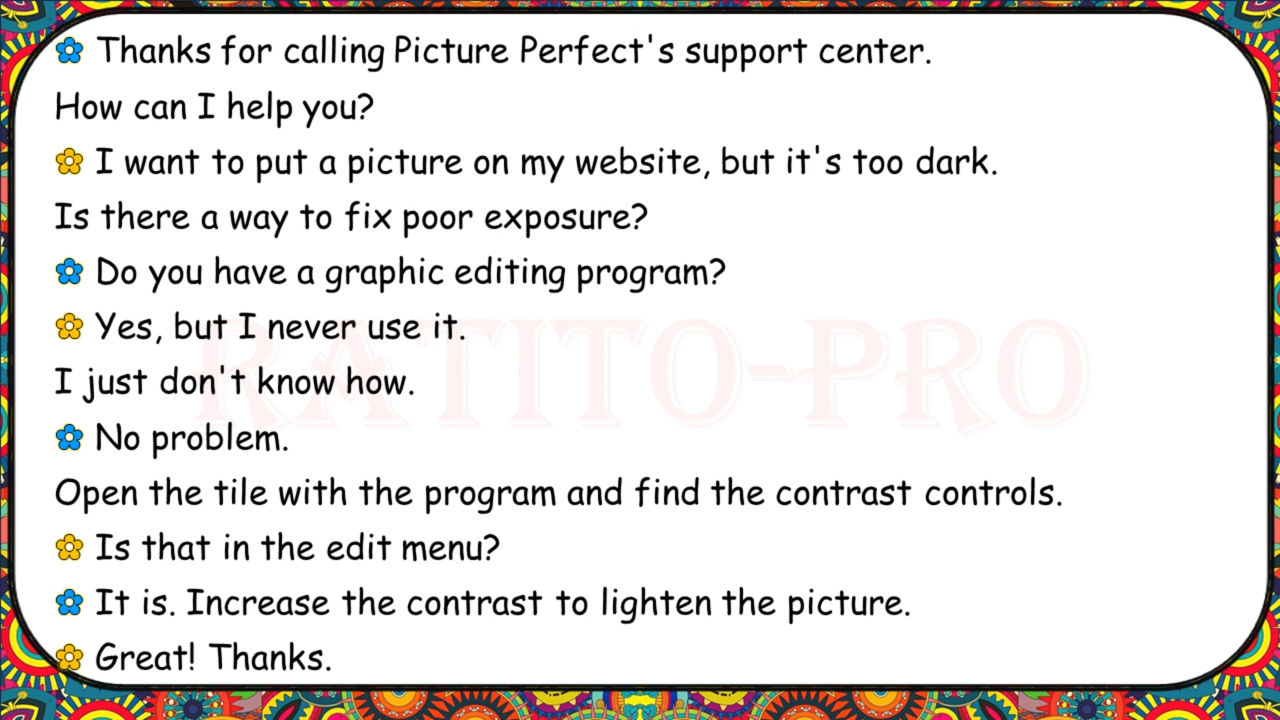 Thanks for calling Picture Perfect's support center.
How can I help you?
I want to put a picture on my website, but it's too dark.
Is there a way to fix poor exposure?
Do you have a graphic editing program?
Yes, but I never use it.
I just don't know how.
RATITO-PRO
No problem.
Open the tile with the program and find the contrast controls.
Is that in the edit menu?
It is. Increase the contrast to lighten the picture.
Great! Thanks.